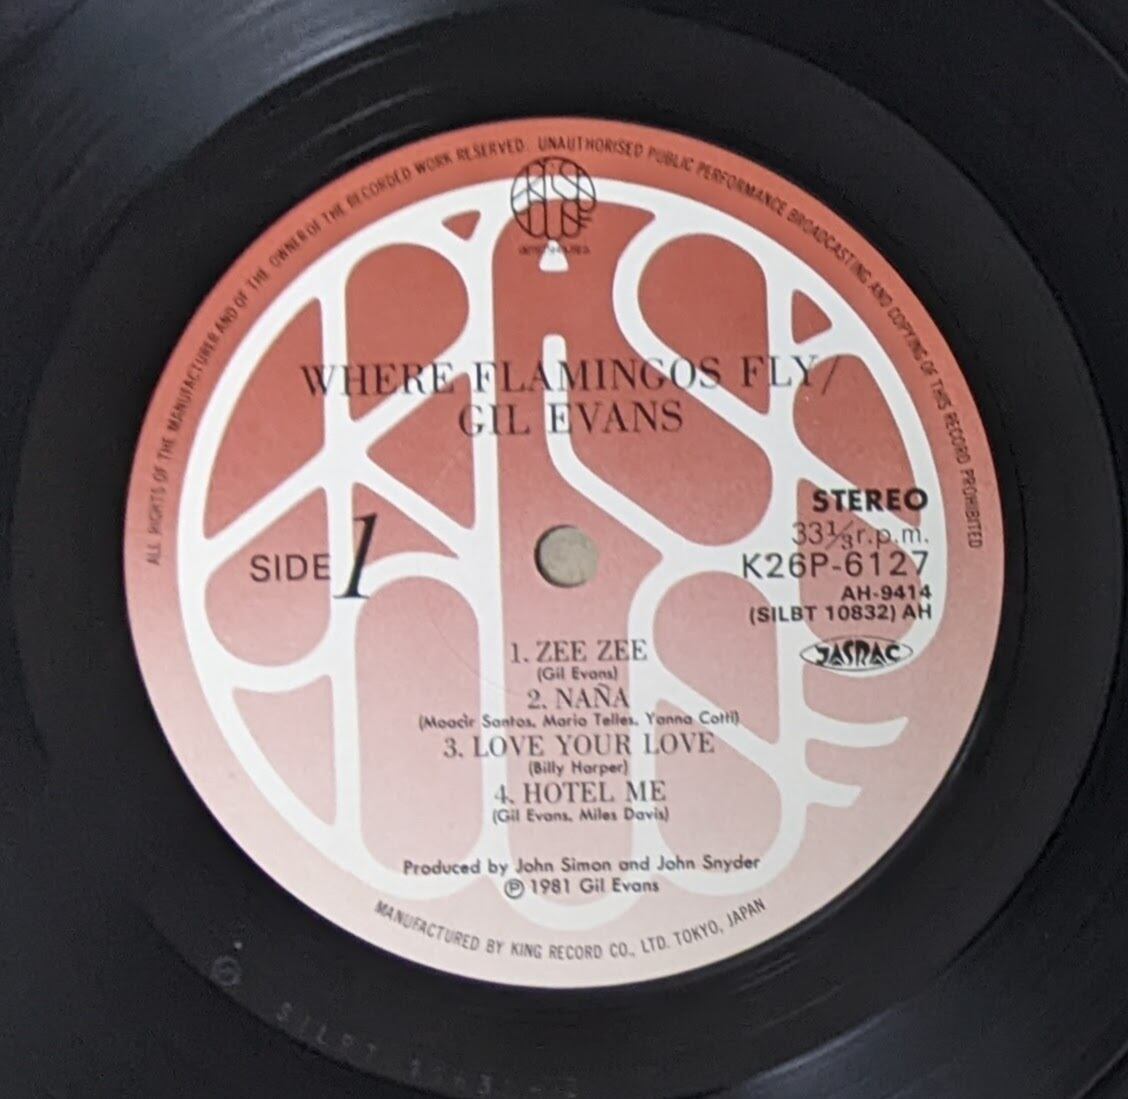 ALL RIGHTS OF THE MANUFACTURER AND OF THE OWNER OF THE RECORDED WORK RESERVED. UNAUTHORISED PUBLIC PERFORMANCE BROADCASTING AND COPYING OF THIS RECORD PROHIBITED
WHERE FLAMINGOS FLY/
GIL EVANS
STEREO
33⅓r.p.m.
SIDE 1
K26P-6127
AH-9414
(SILBT 10832) AH
JASRAC
1. ZEE ZEE
(Gil Evans)
2. NAÑA
(Moacir Santos, Mario Telles, Yanna Cotti)
3. LOVE YOUR LOVE
(Billy Harper)
4. HOTEL ME
(Gil Evans, Miles Davis)
Produced by John Simon and John Snyder
Ⓟ 1981 Gil Evans
MANUFACTURED BY KING RECORD CO., LTD. TOKYO, JAPAN